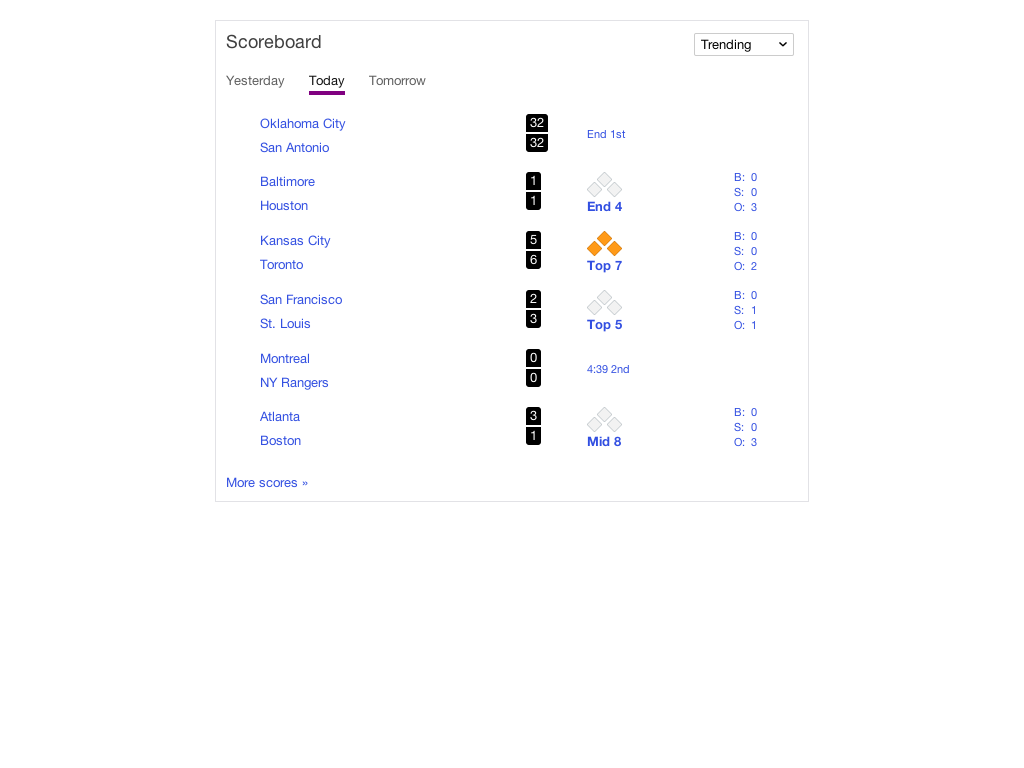 Scoreboard
Trending
Yesterday Today Tomorrow
Oklahoma City 32
San Antonio 32
End 1st
Baltimore 1
Houston 1
End 4
B: 0
S: 0
O: 3
Kansas City 5
Toronto 6
Top 7
B: 0
S: 0
O: 2
San Francisco 2
St. Louis 3
Top 5
B: 0
S: 1
O: 1
Montreal 0
NY Rangers 0
4:39 2nd
Atlanta 3
Boston 1
Mid 8
B: 0
S: 0
O: 3
More scores »